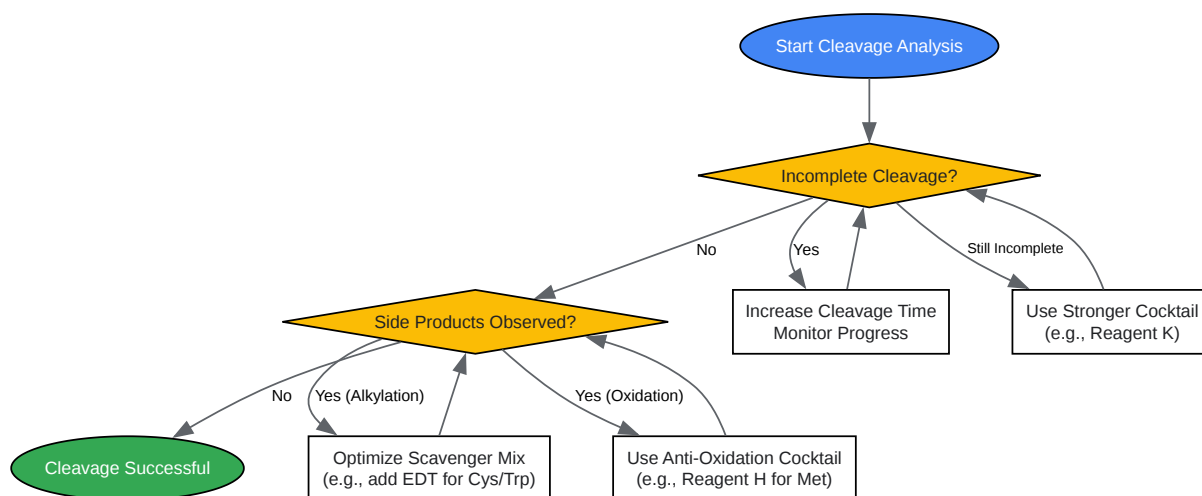 Start Cleavage Analysis
Incomplete Cleavage?
No
Yes
Still Incomplete
Increase Cleavage Time
Monitor Progress
Use Stronger Cocktail
(e.g., Reagent K)
Side Products Observed?
No
Yes (Alkylation)
Yes (Oxidation)
Cleavage Successful
Optimize Scavenger Mix
(e.g., add EDT for Cys/Trp)
Use Anti-Oxidation Cocktail
(e.g., Reagent H for Met)